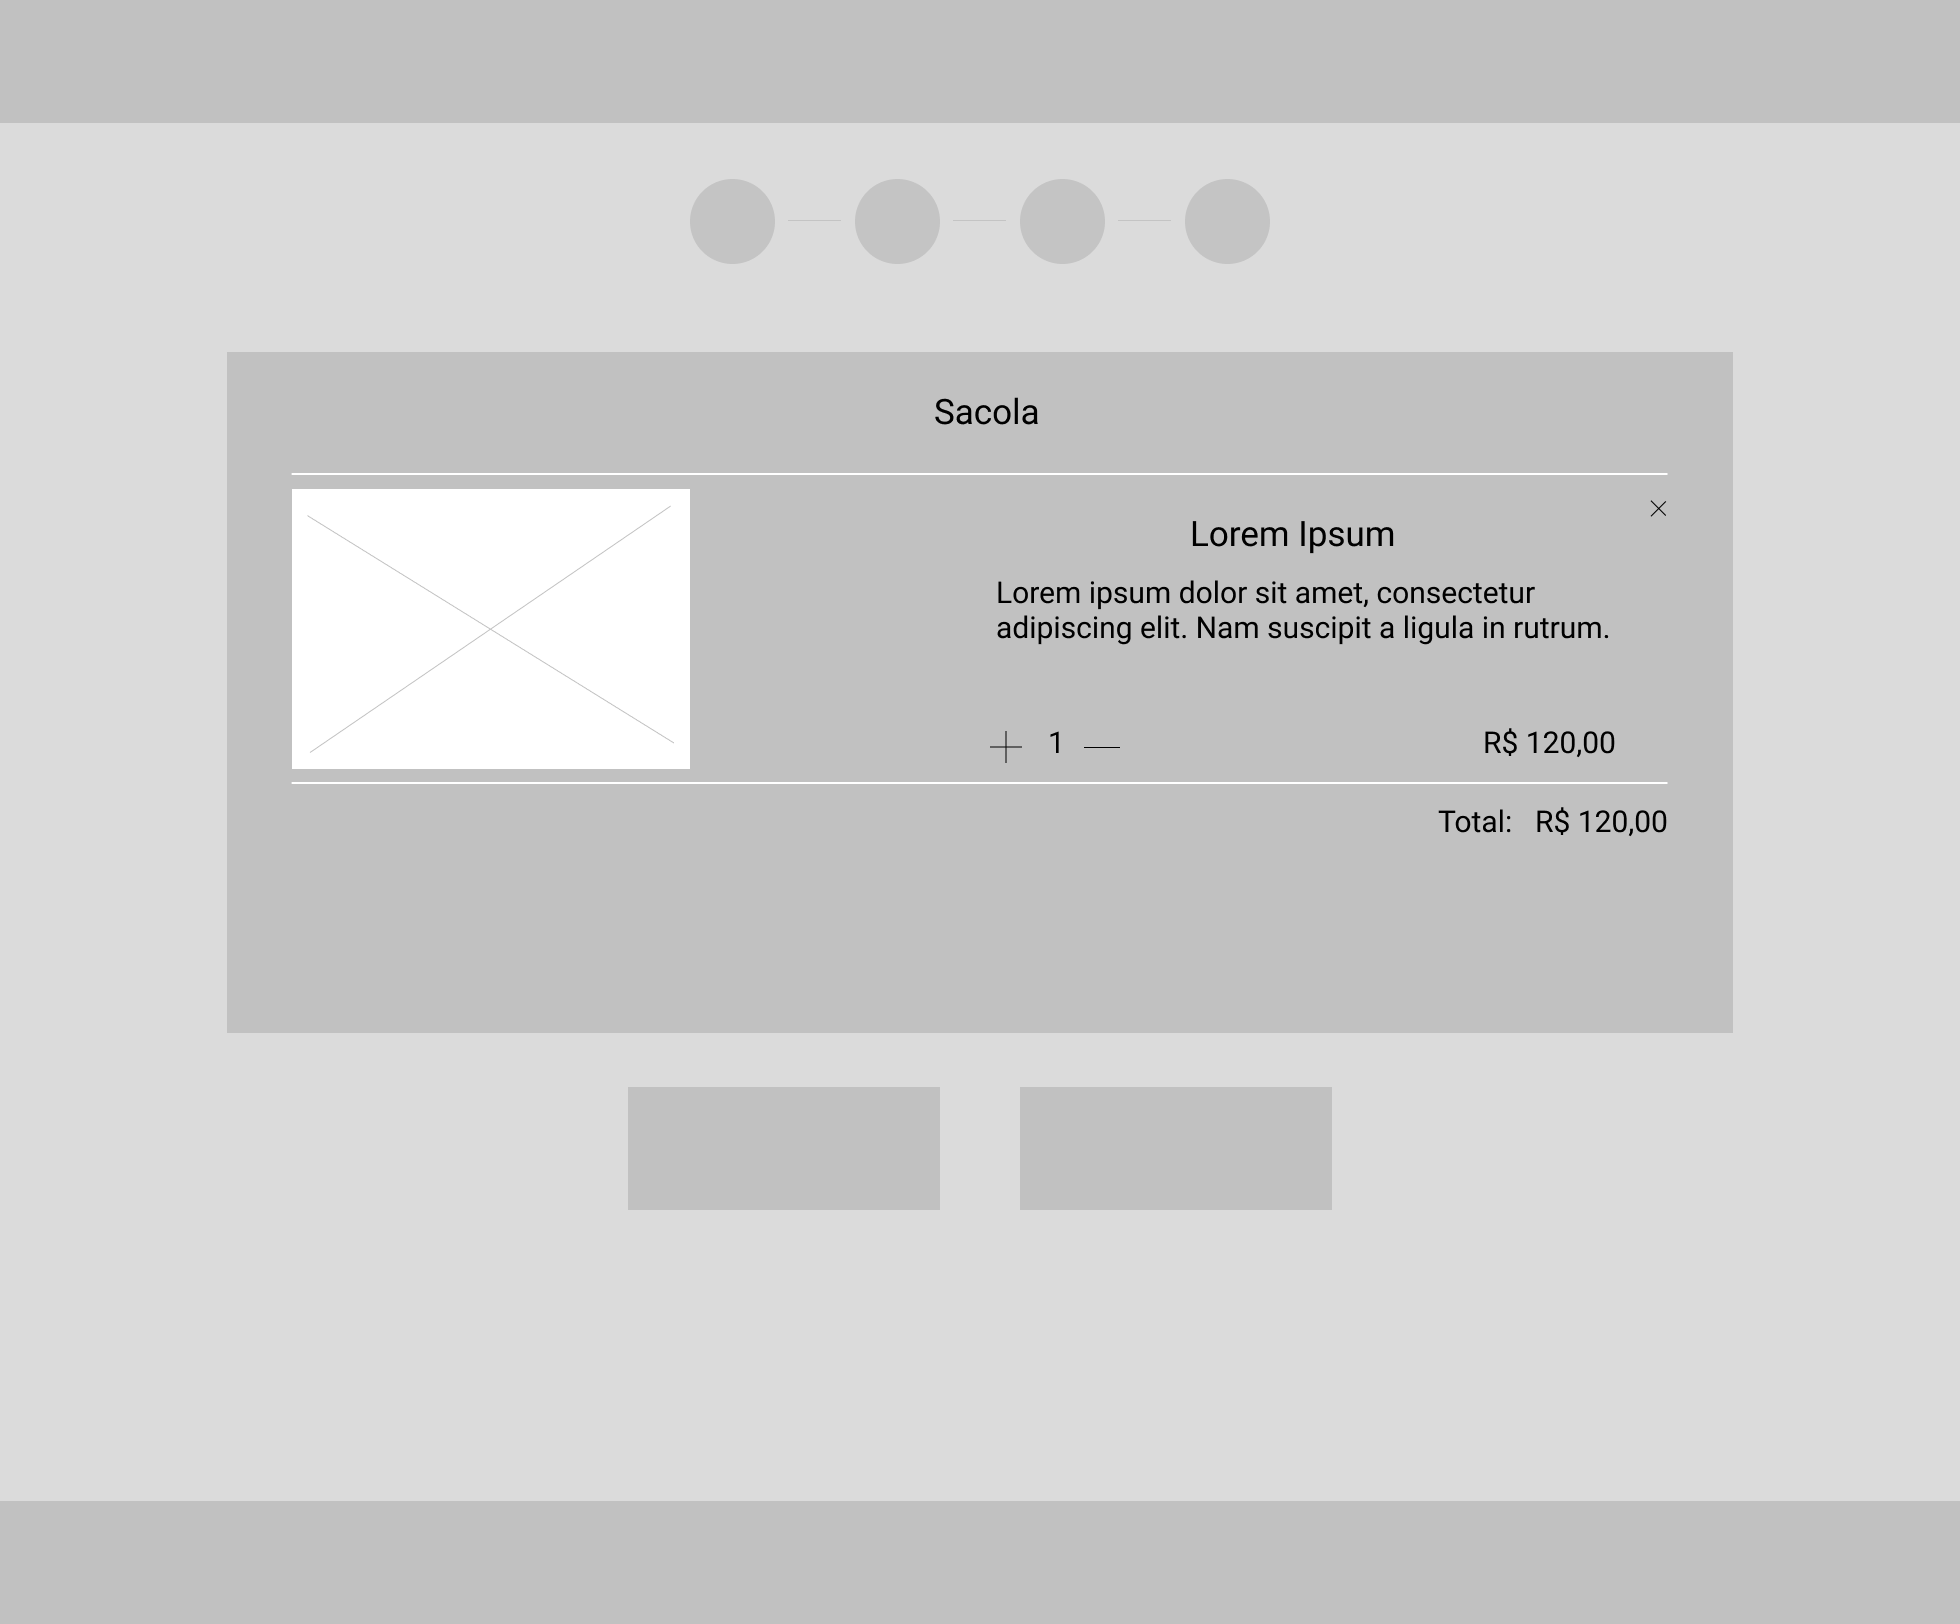 Sacola
Lorem Ipsum
Lorem ipsum dolor sit amet, consectetur
adipiscing elit. Nam suscipit a ligula in rutrum.
1
R$ 120,00
Total: R$ 120,00